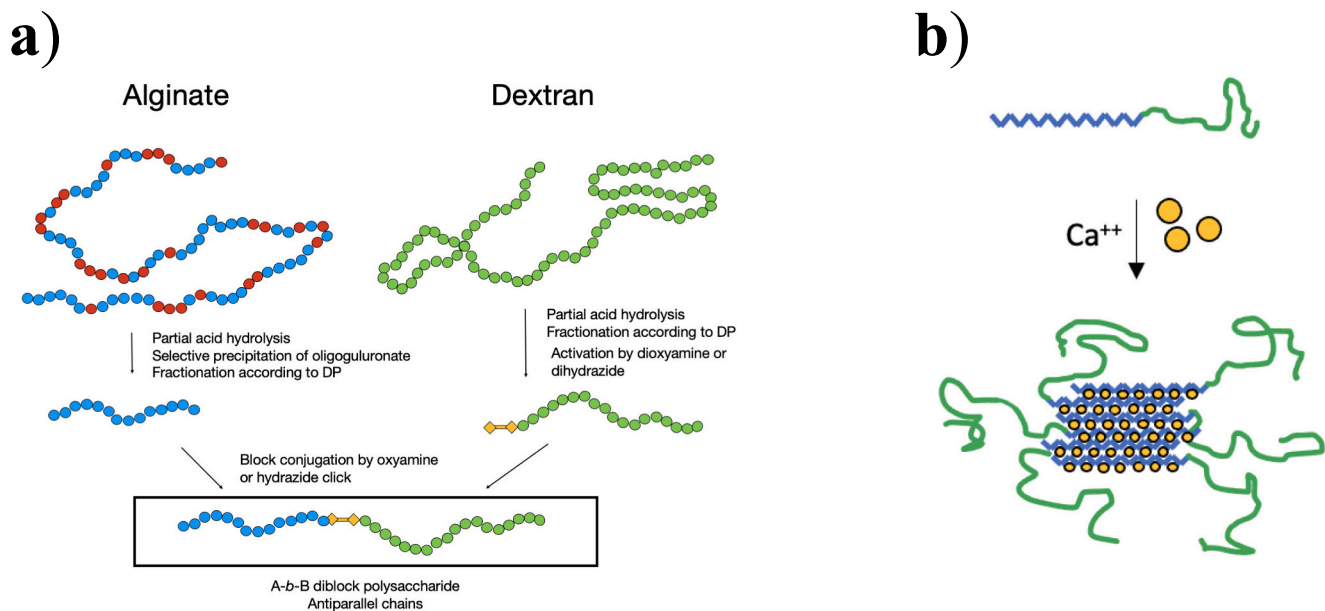 a)
Alginate
Dextran
Partial acid hydrolysis
Selective precipitation of oligoguluronate
Fractionation according to DP
Partial acid hydrolysis
Fractionation according to DP
Activation by dioxyamine or
dihydrazide
Block conjugation by oxyamine
or hydrazide click
A-b-B diblock polysaccharide
Antiparallel chains
b)
Ca⁺⁺